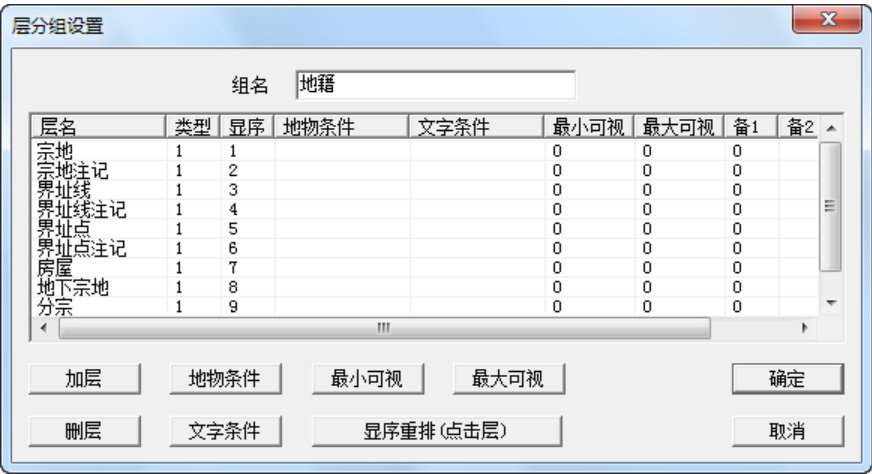 层分组设置
组名 地籍
层名 类型 显序 地物条件 文字条件 最小可视 最大可视 备1 备2
宗地 1 1 0 0 0
宗地注记 1 2 0 0 0
界址线 1 3 0 0 0
界址线注记 1 4 0 0 0
界址点 1 5 0 0 0
界址点注记 1 6 0 0 0
房屋 1 7 0 0 0
地下宗地 1 8 0 0 0
分宗 1 9 0 0 0
加层 地物条件 最小可视 最大可视 确定
删层 文字条件 显序重排(点击层) 取消